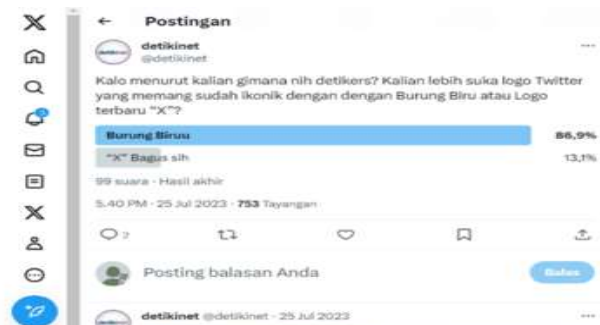 ← Postingan
detikinet
@detikinet
Kalo menurut kalian gimana nih detikers? Kalian lebih suka logo Twitter
yang memang sudah ikonik dengan dengan Burung Biru atau Logo
terbaru "X"?
Burung Biruu 86,9%
"X" Bagus sih 13,1%
99 suara · Hasil akhir
5.40 PM · 25 Jul 2023 · 753 Tayangan
2
Posting balasan Anda
Balas
detikinet @detikinet · 25 Jul 2023